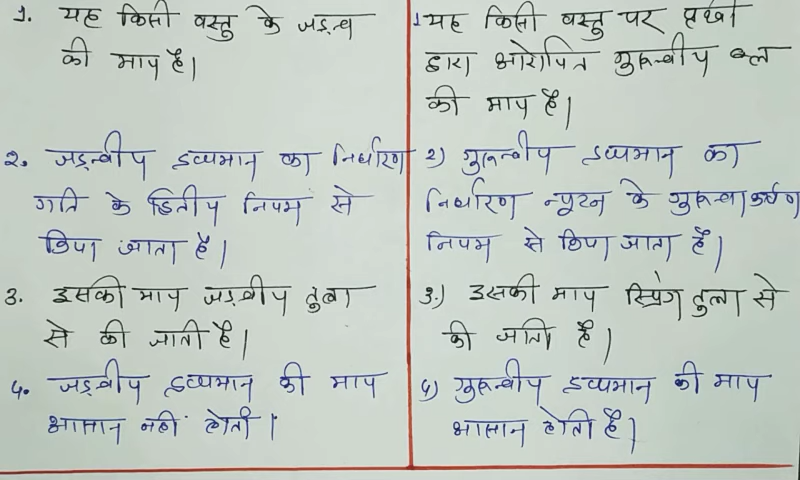 1. यह किसी वस्तु के जड़त्व
की माप है।
2. जड़त्वीय द्रव्यमान का निर्धारण
गति के द्वितीय नियम से
किया जाता है।
3. इसकी माप जड़त्वीय तुला
से की जाती है।
4. जड़त्वीय द्रव्यमान की माप
आसान नहीं होती।
1 यह किसी वस्तु पर पृथ्वी
द्वारा आरोपित गुरुत्वीय बल
की माप है।
2) गुरुत्वीय द्रव्यमान का
निर्धारण न्यूटन के गुरुत्वाकर्षण
नियम से किया जाता है।
3.) इसकी माप स्प्रिंग तुला से
की जाती है।
4) गुरुत्वीय द्रव्यमान की माप
आसान होती है।